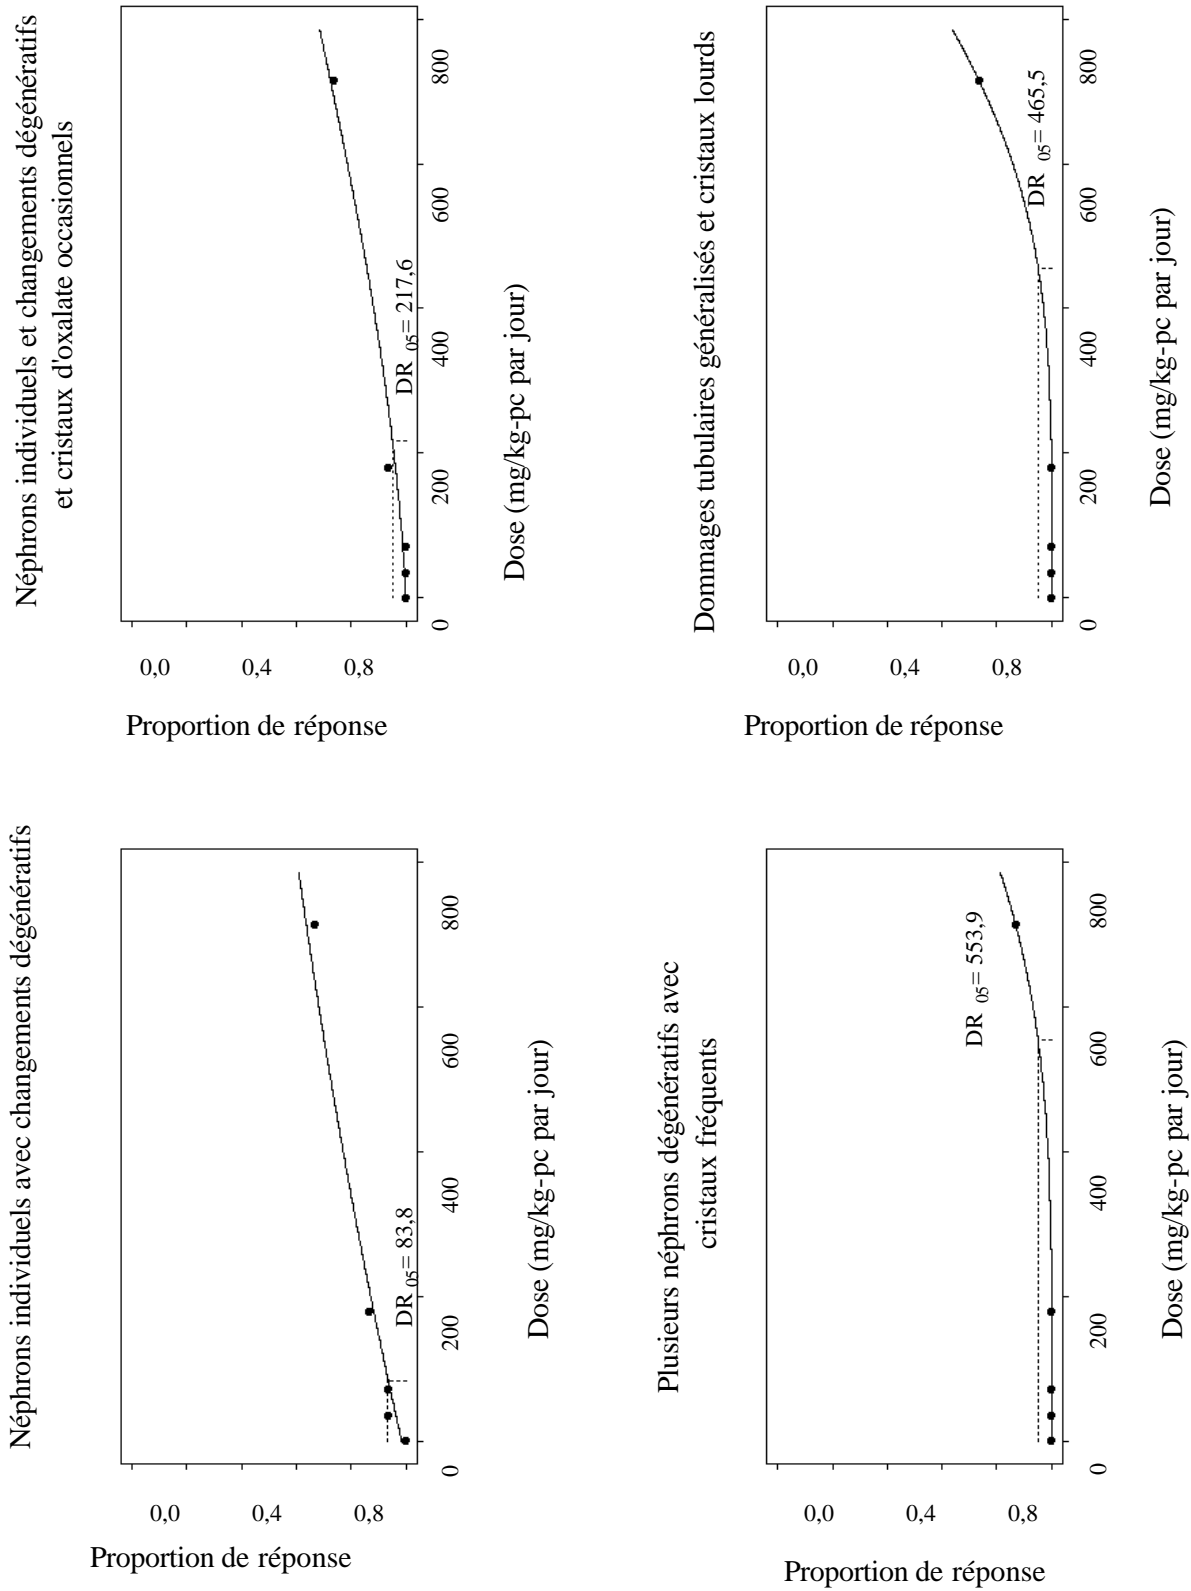 Néphrons individuels avec changements dégénératifs
Proportion de réponse
0,0
0,4
0,8
DR 05= 83,8
0
200
400
600
800
Dose (mg/kg-pc par jour)
Néphrons individuels et changements dégénératifs
et cristaux d'oxalate occasionnels
Proportion de réponse
0,0
0,4
0,8
DR 05= 217,6
0
200
400
600
800
Dose (mg/kg-pc par jour)
Plusieurs néphrons dégénératifs avec
cristaux fréquents
Proportion de réponse
0,0
0,4
0,8
DR 05= 553,9
0
200
400
600
800
Dose (mg/kg-pc par jour)
Dommages tubulaires généralisés et cristaux lourds
Proportion de réponse
0,0
0,4
0,8
DR 05= 465,5
0
200
400
600
800
Dose (mg/kg-pc par jour)